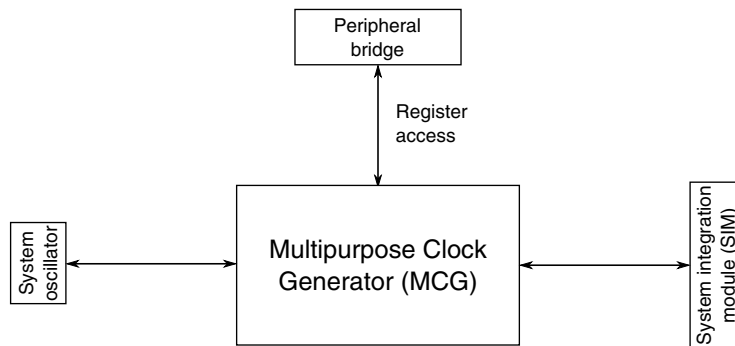 Peripheral
bridge
Register
access
System
oscillator
Multipurpose Clock
Generator (MCG)
System integration
module (SIM)